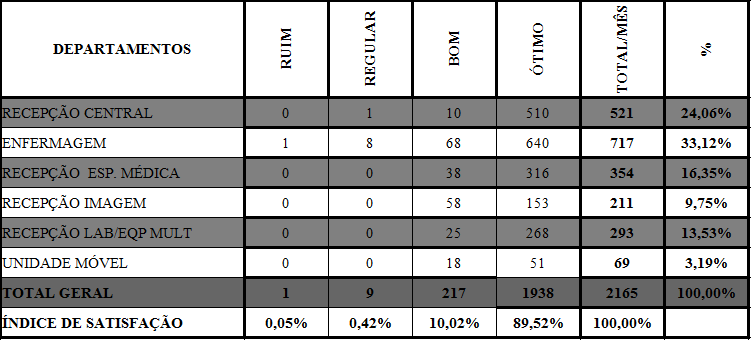 DEPARTAMENTOS RUIM REGULAR BOM ÓTIMO TOTAL/MÊS %
RECEPÇÃO CENTRAL 0 1 10 510 521 24,06%
ENFERMAGEM 1 8 68 640 717 33,12%
RECEPÇÃO ESP. MÉDICA 0 0 38 316 354 16,35%
RECEPÇÃO IMAGEM 0 0 58 153 211 9,75%
RECEPÇÃO LAB/EQP MULT 0 0 25 268 293 13,53%
UNIDADE MÓVEL 0 0 18 51 69 3,19%
TOTAL GERAL 1 9 217 1938 2165 100,00%
ÍNDICE DE SATISFAÇÃO 0,05% 0,42% 10,02% 89,52% 100,00%